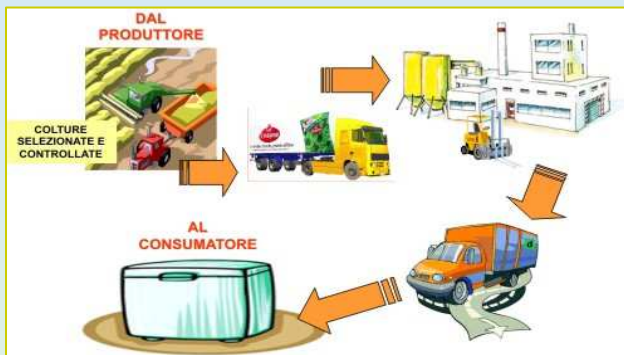 DAL
PRODUTTORE
COLTURE
SELEZIONATE E
CONTROLLATE
AL
CONSUMATORE